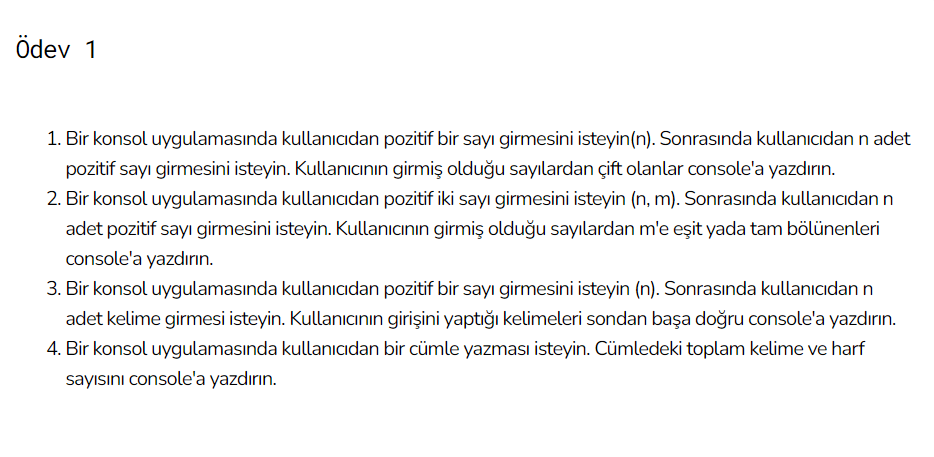 Ödev 1
1. Bir konsol uygulamasında kullanıcıdan pozitif bir sayı girmesini isteyin(n). Sonrasında kullanıcıdan n adet
pozitif sayı girmesini isteyin. Kullanıcının girmiş olduğu sayılardan çift olanlar console'a yazdırın.
2. Bir konsol uygulamasında kullanıcıdan pozitif iki sayı girmesini isteyin (n, m). Sonrasında kullanıcıdan n
adet pozitif sayı girmesini isteyin. Kullanıcının girmiş olduğu sayılardan m'e eşit yada tam bölünenleri
console'a yazdırın.
3. Bir konsol uygulamasında kullanıcıdan pozitif bir sayı girmesini isteyin (n). Sonrasında kullanıcıdan n
adet kelime girmesi isteyin. Kullanıcının girişini yaptığı kelimeleri sondan başa doğru console'a yazdırın.
4. Bir konsol uygulamasında kullanıcıdan bir cümle yazması isteyin. Cümledeki toplam kelime ve harf
sayısını console'a yazdırın.